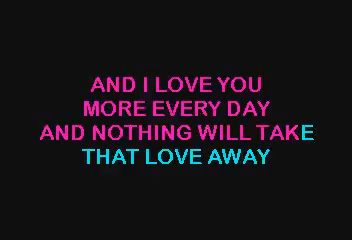 AND I LOVE YOU
MORE EVERY DAY
AND NOTHING WILL TAKE
THAT LOVE AWAY